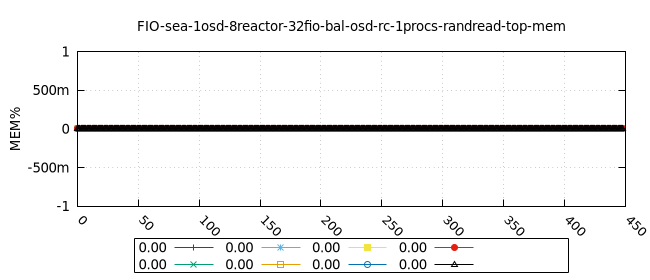 FIO-sea-1osd-8reactor-32fio-bal-osd-rc-1procs-randread-top-mem
1
500m
0
-500m
-1
MEM%
0 50 100 150 200 250 300 350 400 450
0.00 0.00 0.00 0.00
0.00 0.00 0.00 0.00